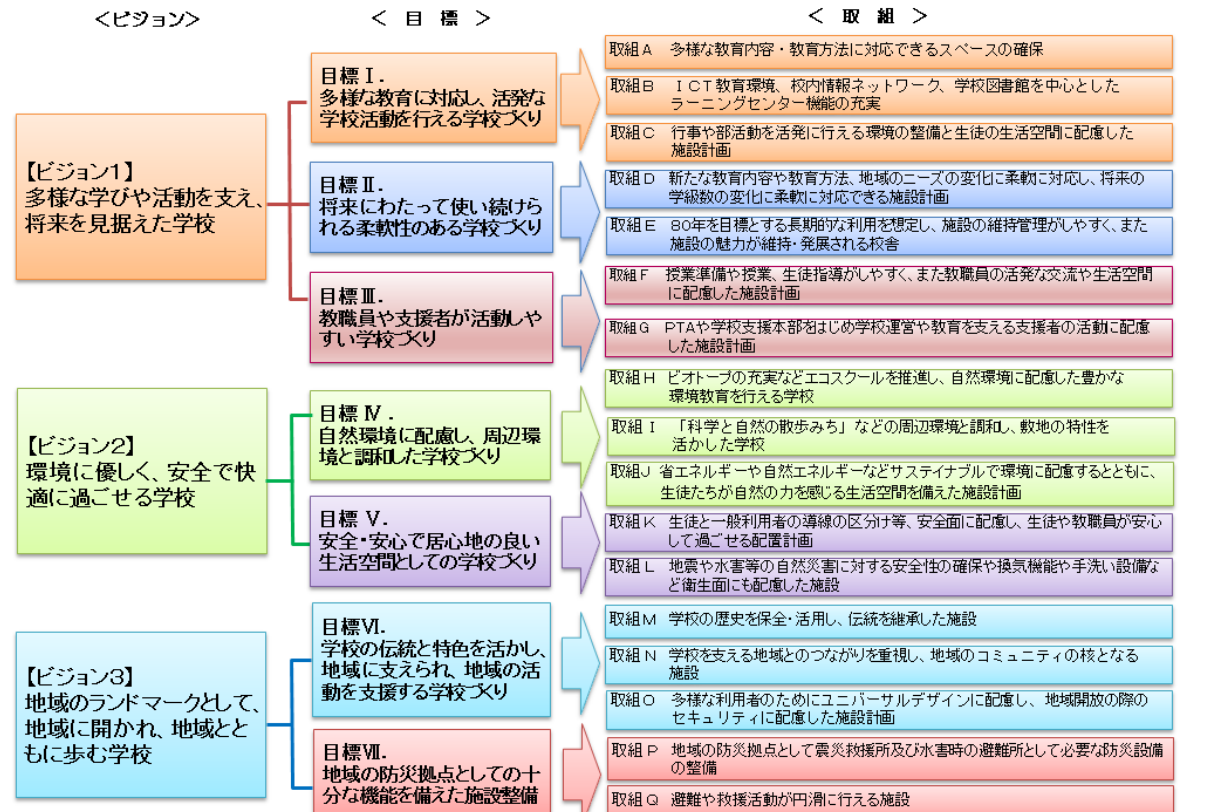 ＜ビジョン＞
＜ 目 標 ＞
＜ 取 組 ＞
【ビジョン1】
多様な学びや活動を支え、
将来を見据えた学校
目標Ⅰ．
多様な教育に対応し、活発な
学校活動を行える学校づくり
取組A 多様な教育内容・教育方法に対応できるスペースの確保
取組B ICT教育環境、校内情報ネットワーク、学校図書館を中心とした
ラーニングセンター機能の充実
取組C 行事や部活動を活発に行える環境の整備と生徒の生活空間に配慮した
施設計画
目標Ⅱ．
将来にわたって使い続けら
れる柔軟性のある学校づくり
取組D 新たな教育内容や教育方法、地域のニーズの変化に柔軟に対応し、将来の
学級数の変化に柔軟に対応できる施設計画
取組E 80年を目標とする長期的な利用を想定し、施設の維持管理がしやすく、また
施設の魅力が維持・発展される校舎
目標Ⅲ．
教職員や支援者が活動しや
すい学校づくり
取組F 授業準備や授業、生徒指導がしやすく、また教職員の活発な交流や生活空間
に配慮した施設計画
取組G PTAや学校支援本部をはじめ学校運営や教育を支える支援者の活動に配慮
した施設計画
【ビジョン2】
環境に優しく、安全で快
適に過ごせる学校
目標Ⅳ．
自然環境に配慮し、周辺環
境と調和した学校づくり
取組H ビオトープの充実などエコスクールを推進し、自然環境に配慮した豊かな
環境教育を行える学校
取組I 「科学と自然の散歩みち」などの周辺環境と調和し、敷地の特性を
活かした学校
取組J 省エネルギーや自然エネルギーなどサステイナブルで環境に配慮するとともに、
生徒たちが自然の力を感じる生活空間を備えた施設計画
目標Ⅴ．
安全・安心で居心地の良い
生活空間としての学校づくり
取組K 生徒と一般利用者の導線の区分け等、安全面に配慮し、生徒や教職員が安心
して過ごせる配置計画
取組L 地震や水害等の自然災害に対する安全性の確保や換気機能や手洗い設備な
ど衛生面にも配慮した施設
【ビジョン3】
地域のランドマークとして、
地域に開かれ、地域とと
もに歩む学校
目標Ⅵ．
学校の伝統と特色を活かし、
地域に支えられ、地域の活
動を支援する学校づくり
取組M 学校の歴史を保全・活用し、伝統を継承した施設
取組N 学校を支える地域とのつながりを重視し、地域のコミュニティの核となる
施設
取組O 多様な利用者のためにユニバーサルデザインに配慮し、地域開放の際の
セキュリティに配慮した施設計画
目標Ⅶ．
地域の防災拠点としての十
分な機能を備えた施設整備
取組P 地域の防災拠点として震災救援所及び水害時の避難所として必要な防災設備
の整備
取組Q 避難や救援活動が円滑に行える施設